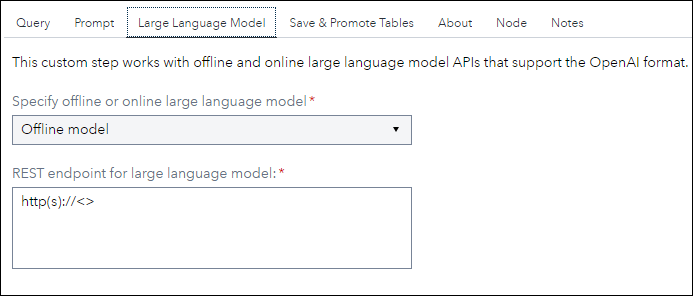 Query Prompt Large Language Model Save & Promote Tables About Node Notes
This custom step works with offline and online large language model APIs that support the OpenAI format.
Specify offline or online large language model *
Offline model
REST endpoint for large language model: *
http(s)://<>